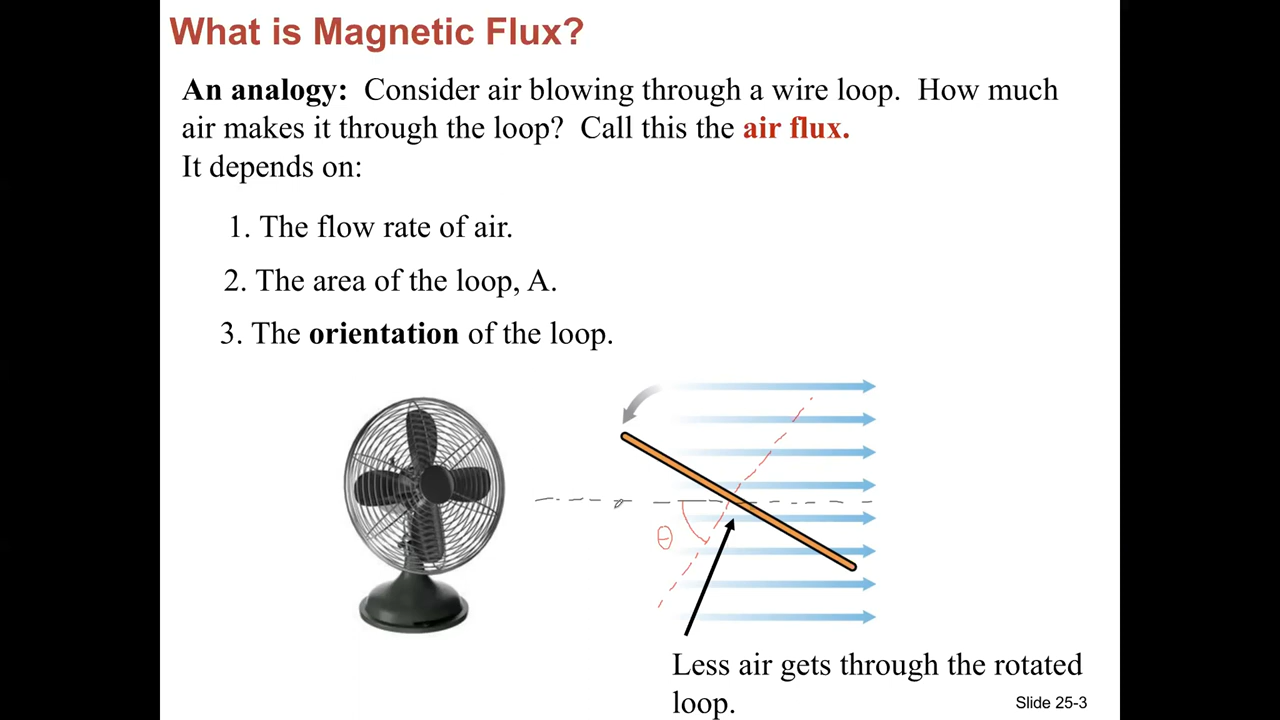 What is Magnetic Flux?
An analogy: Consider air blowing through a wire loop. How much
air makes it through the loop? Call this the air flux.
It depends on:
1. The flow rate of air.
2. The area of the loop, A.
3. The orientation of the loop.
θ
Less air gets through the rotated
loop.
Slide 25-3